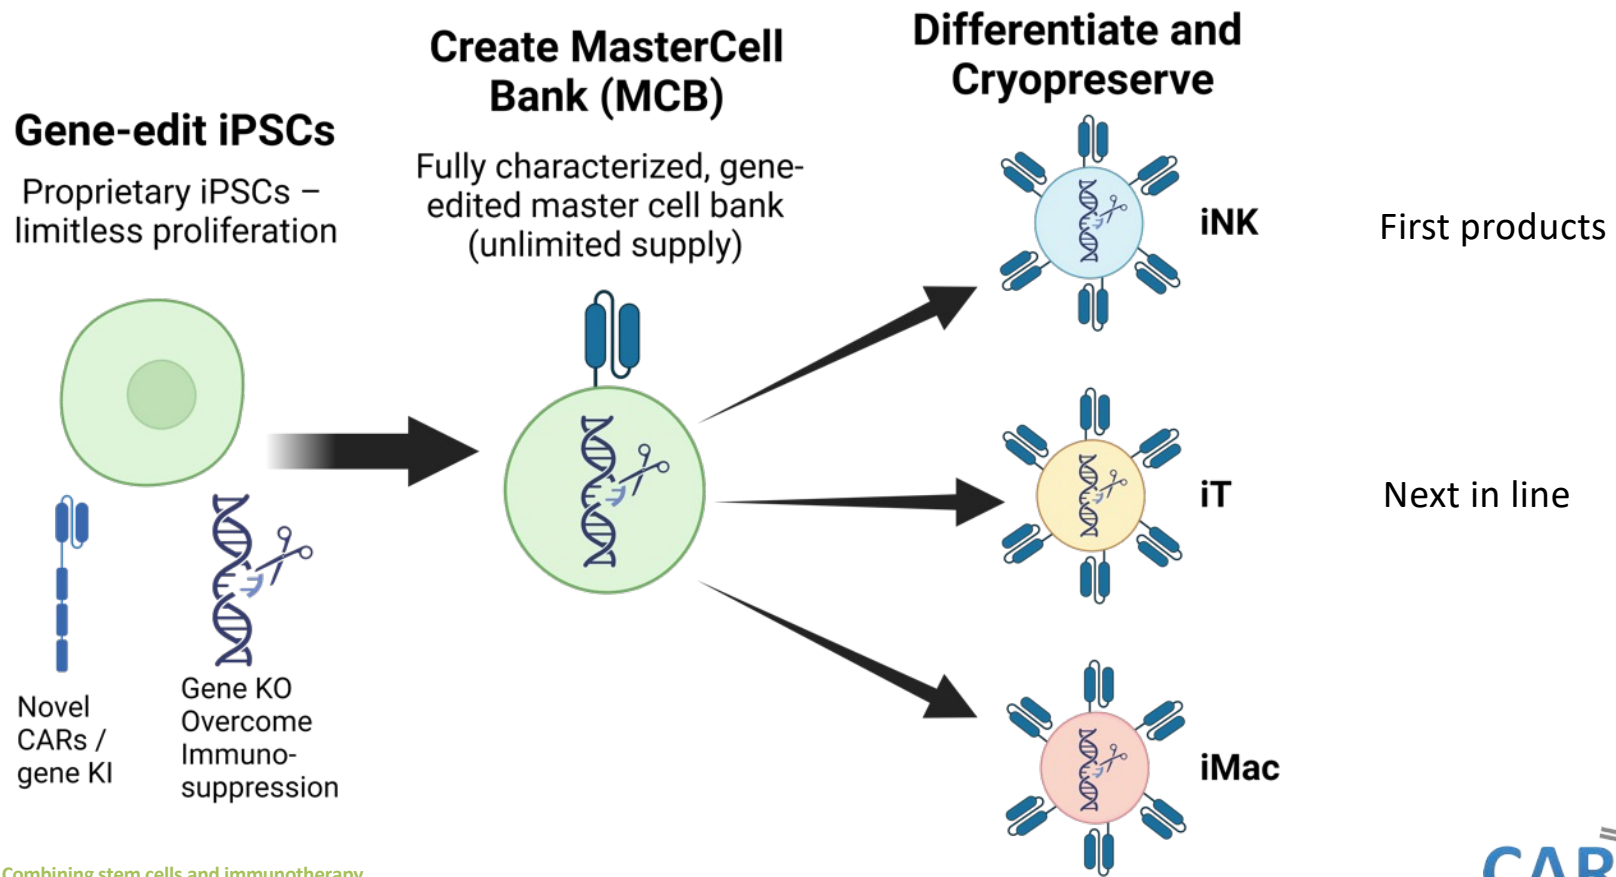 Gene-edit iPSCs
Proprietary iPSCs –
limitless proliferation
Novel
CARs /
gene KI
Gene KO
Overcome
Immuno-
suppression
Create MasterCell
Bank (MCB)
Fully characterized, gene-
edited master cell bank
(unlimited supply)
Differentiate and
Cryopreserve
iNK
First products
iT
Next in line
iMac
Combining stem cells and immunotherapy
CAR